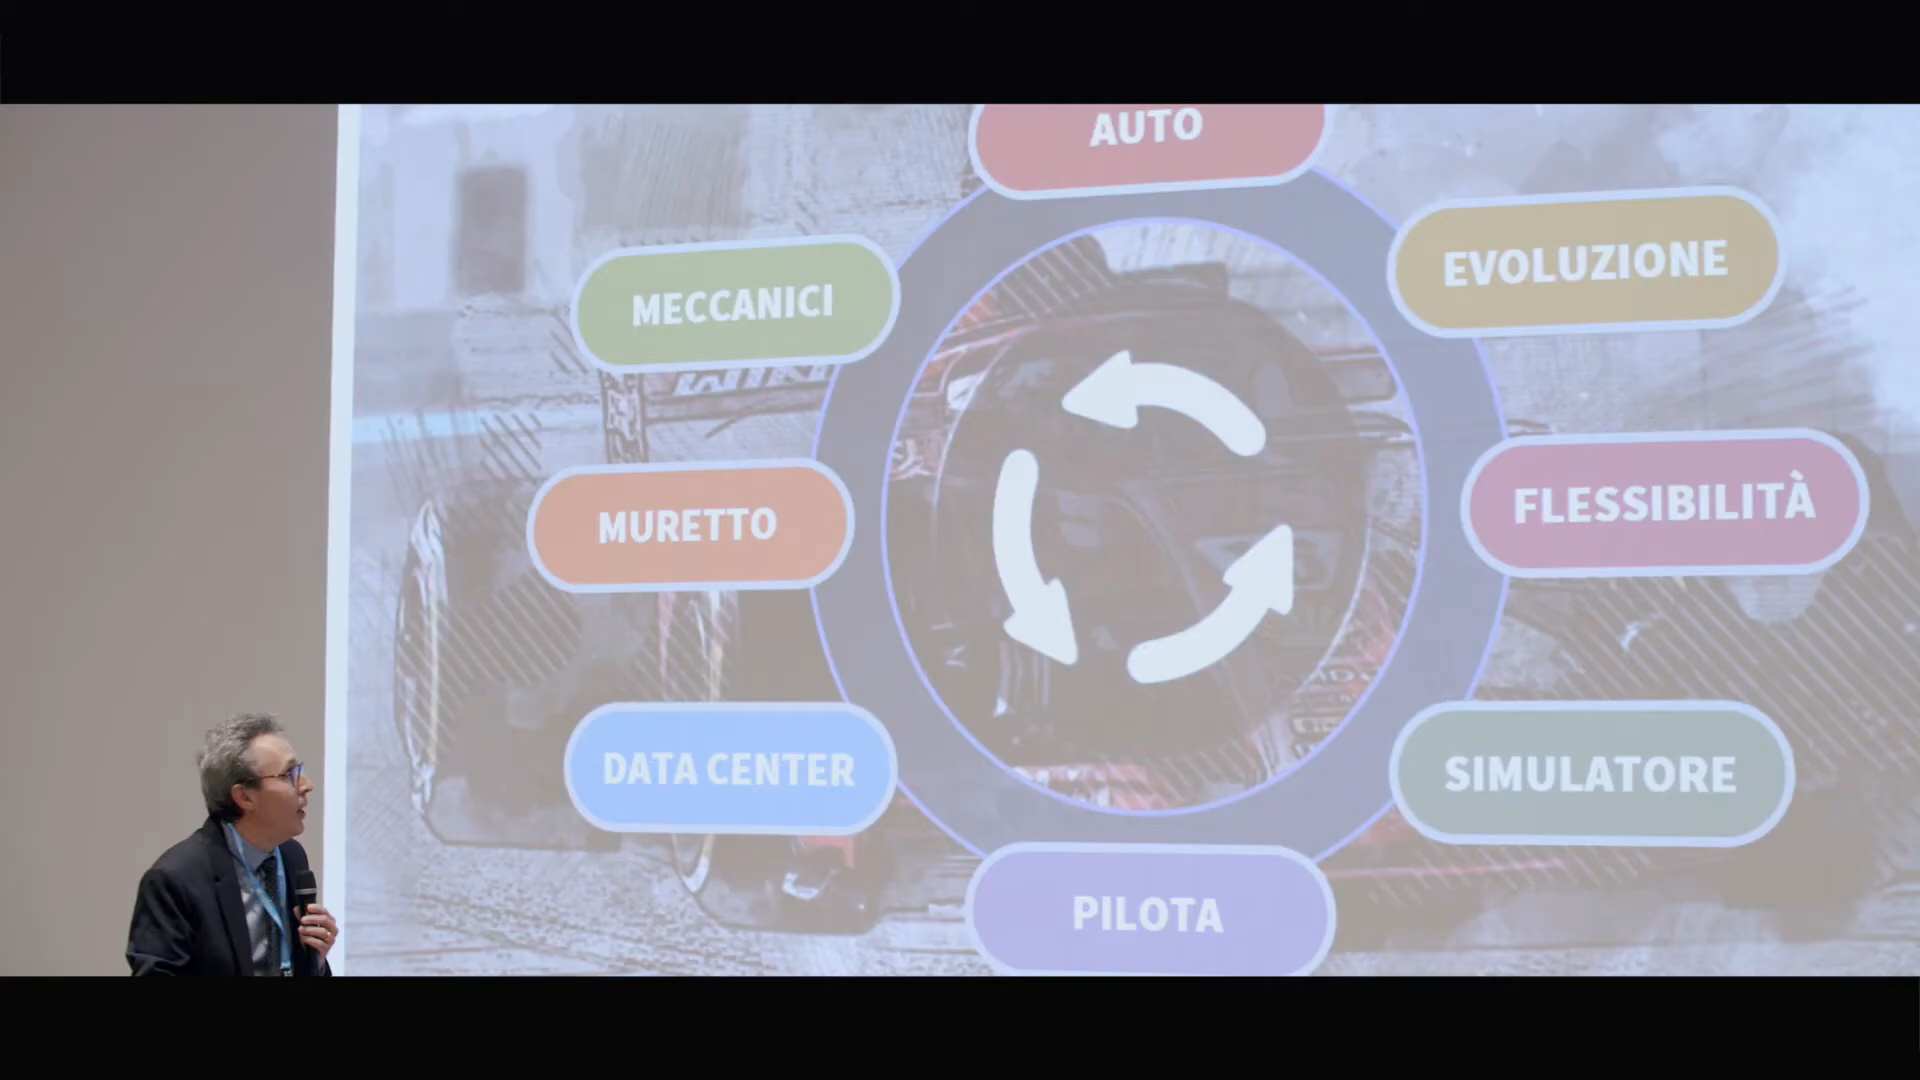 AUTO
EVOLUZIONE
MECCANICI
FLESSIBILITÀ
MURETTO
DATA CENTER
SIMULATORE
PILOTA